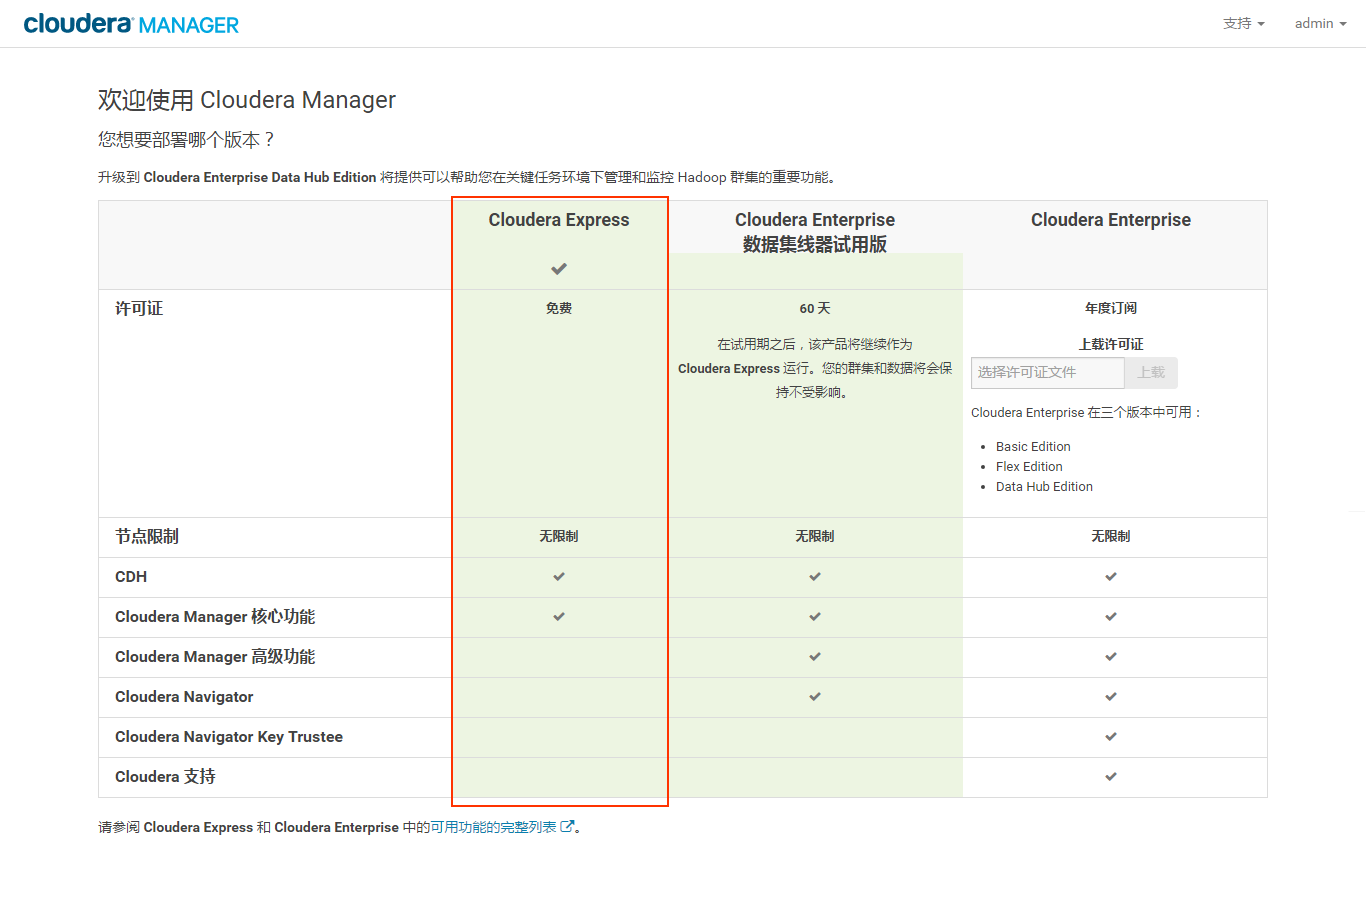 cloudera MANAGER
支持 admin
欢迎使用 Cloudera Manager
您想要部署哪个版本？
升级到 Cloudera Enterprise Data Hub Edition 将提供可以帮助您在关键任务环境下管理和监控 Hadoop 群集的重要功能。
Cloudera Express
Cloudera Enterprise
数据集线器试用版
Cloudera Enterprise
许可证
免费
60 天
在试用期之后，该产品将继续作为
Cloudera Express 运行。您的群集和数据将会保
持不受影响。
年度订阅
上载许可证
选择许可证文件 上载
Cloudera Enterprise 在三个版本中可用：
Basic Edition
Flex Edition
Data Hub Edition
节点限制 无限制 无限制 无限制
CDH
Cloudera Manager 核心功能
Cloudera Manager 高级功能
Cloudera Navigator
Cloudera Navigator Key Trustee
Cloudera 支持
请参阅 Cloudera Express 和 Cloudera Enterprise 中的可用功能的完整列表。